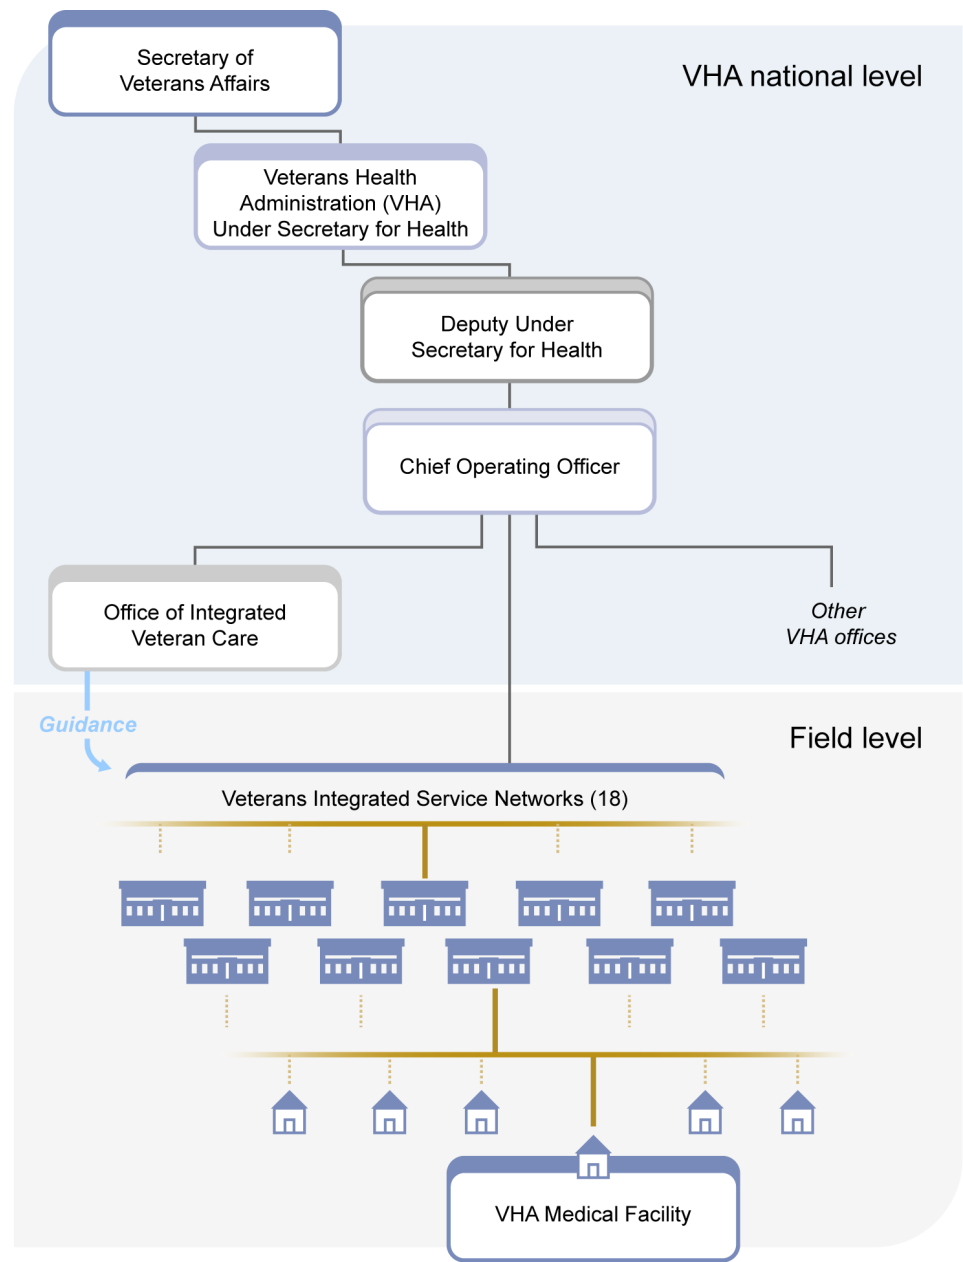 Secretary of
Veterans Affairs
VHA national level
Veterans Health
Administration (VHA)
Under Secretary for Health
Deputy Under
Secretary for Health
Chief Operating Officer
Office of Integrated
Veteran Care
Other
VHA offices
Guidance
Field level
Veterans Integrated Service Networks (18)
VHA Medical Facility